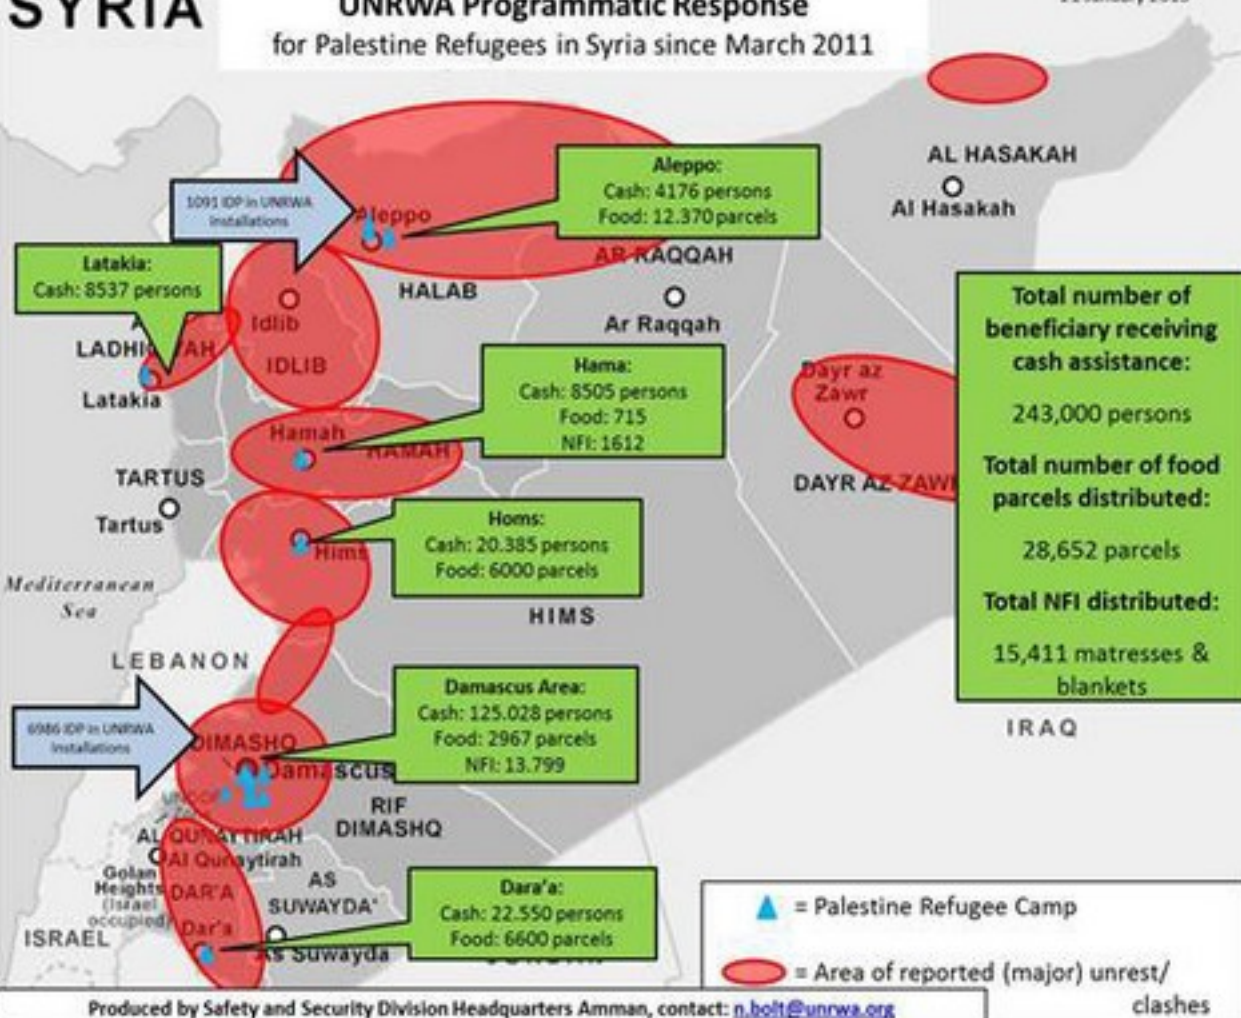 SYRIA
UNRWA Programmatic Response
for Palestine Refugees in Syria since March 2011
AL HASAKAH
Al Hasakah
Aleppo:
Cash: 4176 persons
Food: 12.370 parcels
1091 IDP in UNRWA
Installations
Aleppo
Latakia:
Cash: 8537 persons
AR RAQQAH
HALAB
Ar Raqqah
Idlib
IDLIB
LADHIQ YAH
Latakia
Total number of
beneficiary receiving
cash assistance:
243,000 persons
Total number of food
parcels distributed:
28,652 parcels
Total NFI distributed:
15,411 matresses &
blankets
Hama:
Cash: 8505 persons
Food: 715
NFI: 1612
Dayr az
Zawr
DAYR AZ ZAWR
Hamah
HAMAH
TARTUS
Tartus
Homs:
Cash: 20.385 persons
Food: 6000 parcels
Hims
HIMS
Mediterranean
Sea
LEBANON
Damascus Area:
Cash: 125.028 persons
Food: 2967 parcels
NFI: 13.799
6986 IDP in UNRWA
Installations
DIMASHQ
Damascus
IRAQ
RIF
DIMASHQ
AL QUNAYTIRAH
Al Qunaytirah
Golan
Heights
(Israel
occupied)
DAR'A
AS
SUWAYDA'
Dara'a:
Cash: 22.550 persons
Food: 6600 parcels
Dar'a
As Suwayda
ISRAEL
= Palestine Refugee Camp
= Area of reported (major) unrest/
clashes
Produced by Safety and Security Division Headquarters Amman, contact: n.bolt@unrwa.org